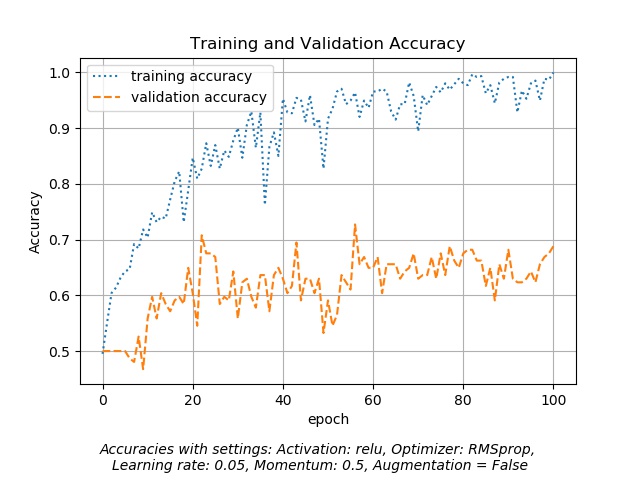 Training and Validation Accuracy
training accuracy
validation accuracy
1.0
0.9
0.8
0.7
0.6
0.5
Accuracy
0 20 40 60 80 100
epoch
Accuracies with settings: Activation: relu, Optimizer: RMSprop,
Learning rate: 0.05, Momentum: 0.5, Augmentation = False